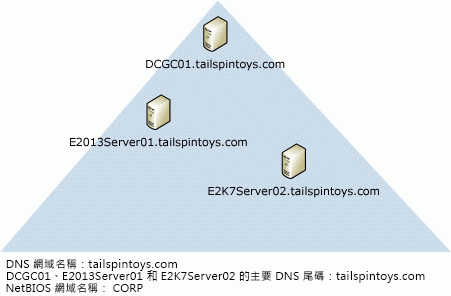 DCGC01.tailspintoys.com
E2013Server01.tailspintoys.com
E2K7Server02.tailspintoys.com
DNS 網域名稱：tailspintoys.com
DCGC01、E2013Server01 和 E2K7Server02 的主要 DNS 尾碼：tailspintoys.com
NetBIOS 網域名稱： CORP